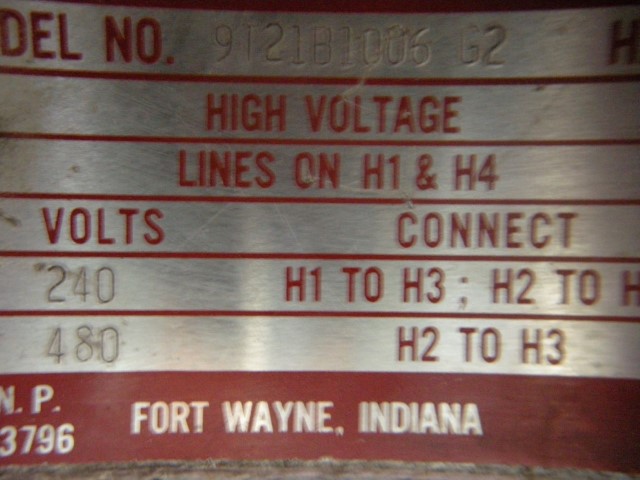 DEL NO. 9T21B1006 G2 H
HIGH VOLTAGE
LINES ON H1 & H4
VOLTS CONNECT
240 H1 TO H3 ; H2 TO H
480 H2 TO H3
N. P. FORT WAYNE, INDIANA
3796